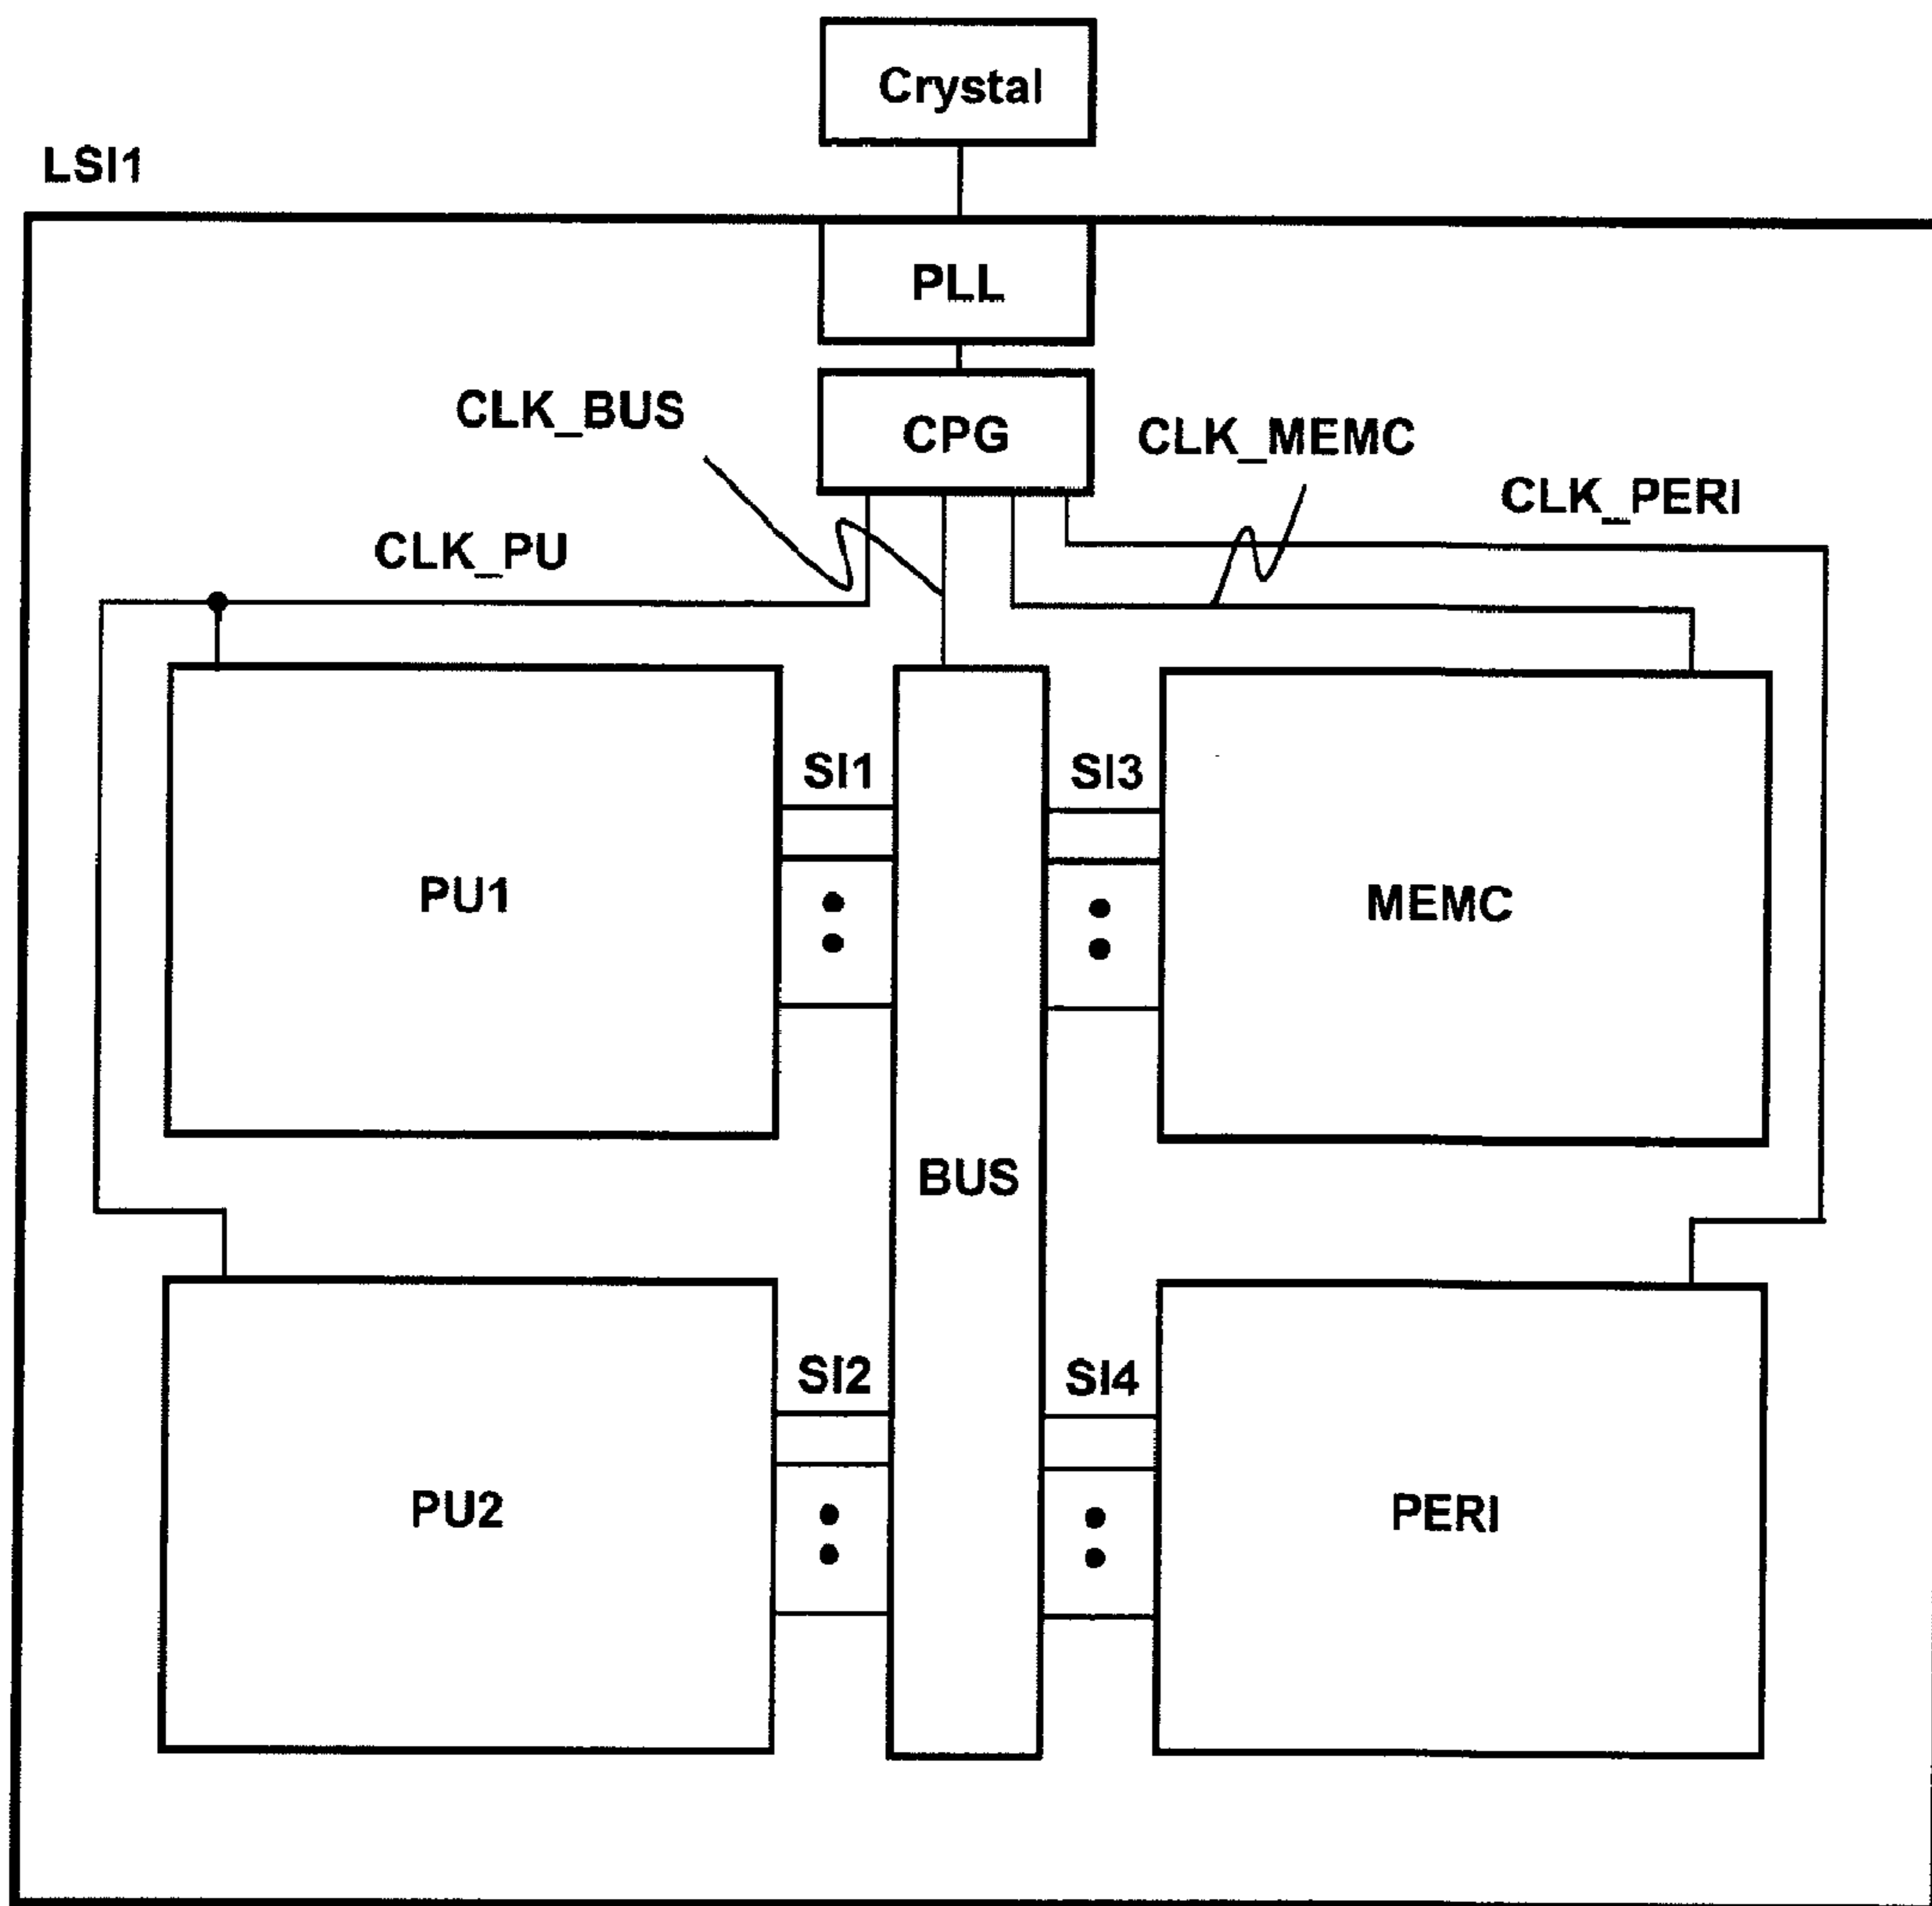 Crystal
LSI1
PLL
CLK_BUS
CPG
CLK_MEMC
CLK_PERI
CLK_PU
SI1
SI3
PU1
MEMC
BUS
SI2
SI4
PU2
PERI